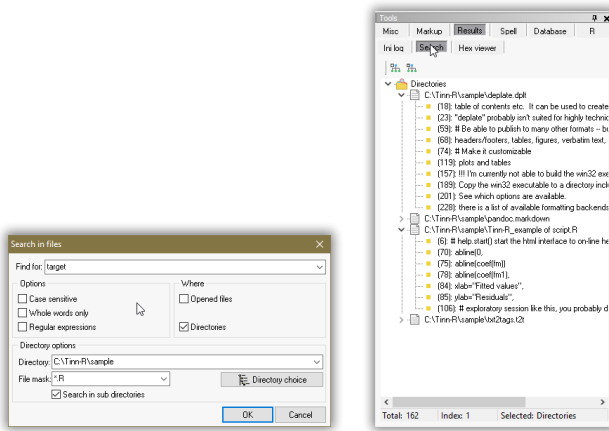 Search in files
Find for: target
Options
Case sensitive
Whole words only
Regular expressions
Where
Opened files
Directories
Directory options
Directory: C:\Tinn-R\sample
File mask: *.R
Directory choice
Search in sub directories
OK Cancel
Tools
Misc Markup Results Spell Database R
Ini log Search Hex viewer
Directories
C:\Tinn-R\sample\deplate.dplt
(18): table of contents etc. It can be used to create
(23): "deplate" probably isn't suited for highly technic
(59): # Be able to publish to many other formats -- bu
(68): headers/footers, tables, figures, verbatim text,
(74): # Make it customizable
(119): plots and tables
(157): !!! I'm currently not able to build the win32 exe
(189): Copy the win32 executable to a directory inclu
(201): See which options are available.
(228): there is a list of available formatting backends
C:\Tinn-R\sample\pandoc.markdown
C:\Tinn-R\sample\Tinn-R_example of script.R
(6): # help.start() start the html interface to on-line he
(70): abline(0,
(75): abline(coef(fm))
(78): abline(coef(fm1),
(84): xlab="Fitted values",
(85): ylab="Residuals",
(106): # exploratory session like this, you probably d
C:\Tinn-R\sample\txt2tags.t2t
Total: 162 Index: 1 Selected: Directories